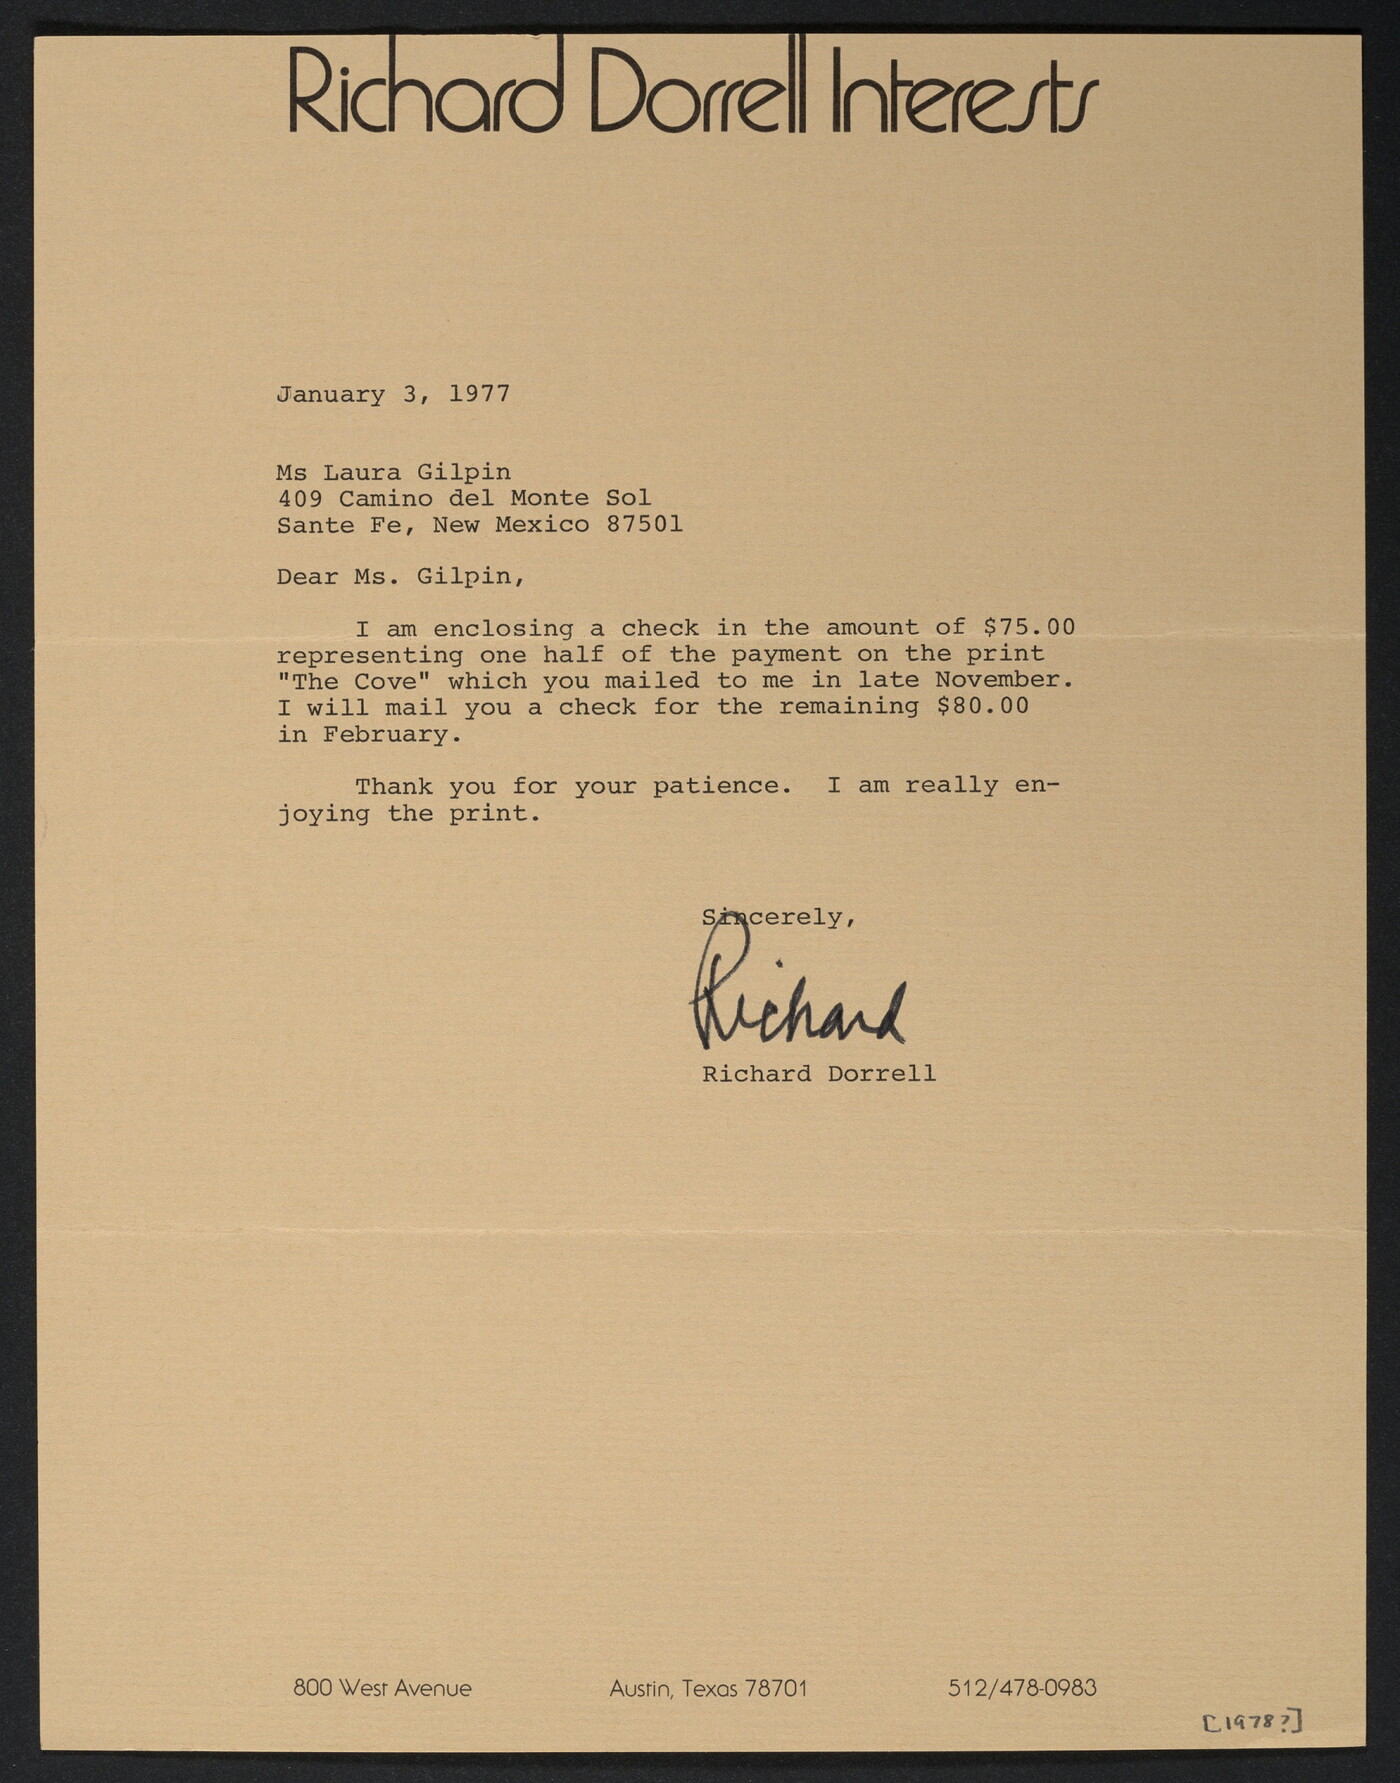 Richard Dorrell Interests
January 3, 1977
Ms Laura Gilpin
409 Camino del Monte Sol
Sante Fe, New Mexico 87501
Dear Ms. Gilpin,
I am enclosing a check in the amount of $75.00
representing one half of the payment on the print
"The Cove" which you mailed to me in late November.
I will mail you a check for the remaining $80.00
in February.
Thank you for your patience.  I am really en-
joying the print.
Sincerely,
Richard
Richard Dorrell
800 West Avenue Austin, Texas 78701 512/478-0983
[1978?]